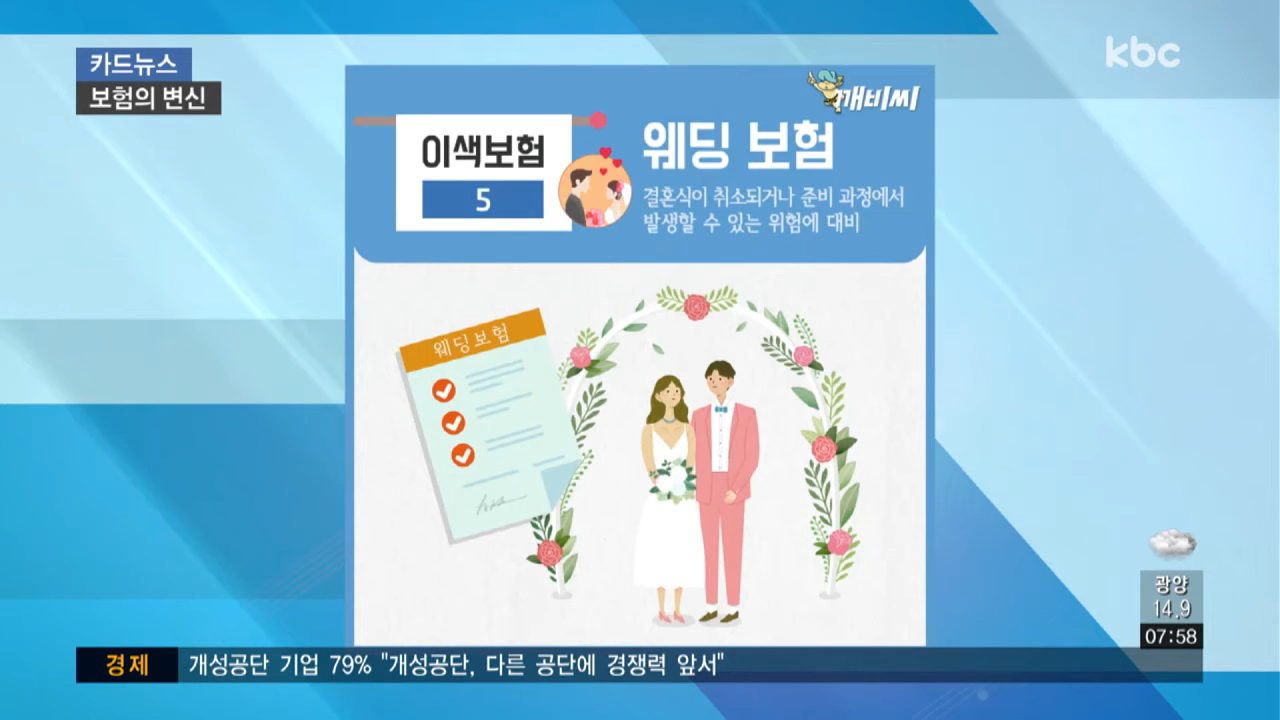 카드뉴스
보험의 변신
kbc
깨비씨
이색보험
5
웨딩 보험
결혼식이 취소되거나 준비 과정에서
발생할 수 있는 위험에 대비
웨딩보험
광양
14.9
07:58
경제 개성공단 기업 79% "개성공단, 다른 공단에 경쟁력 앞서"